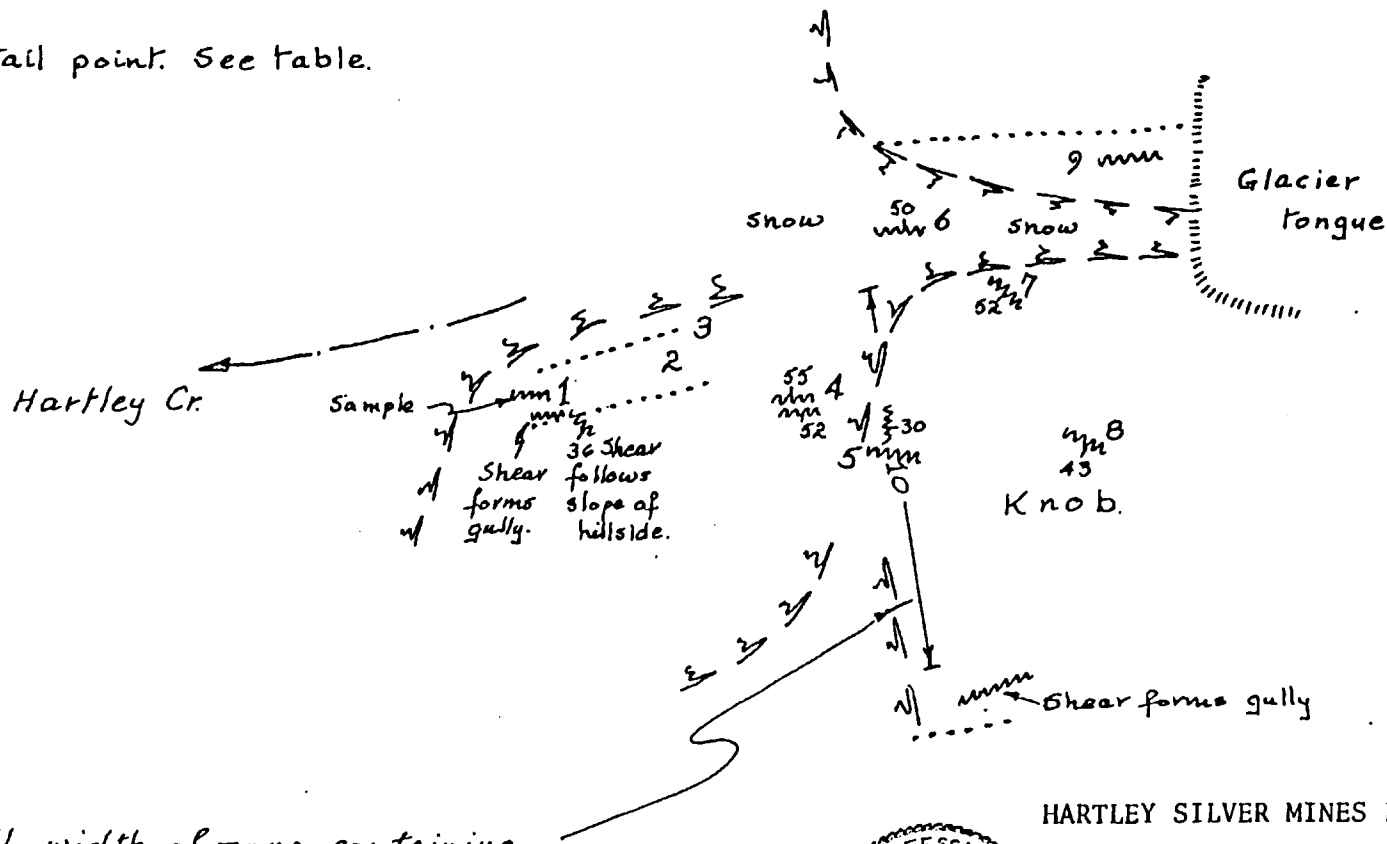 tail point. See table.
9
Glacier
tongue
snow
50
6
snow
7
52
3
2
Hartley Cr.
Sample
1
55
4
52
30
5
10
8
43
Knob.
36 Shear
follows
slope of
hillside.
Shear
forms
gully.
Shear forms gully
width of zone containing
HARTLEY SILVER MINES